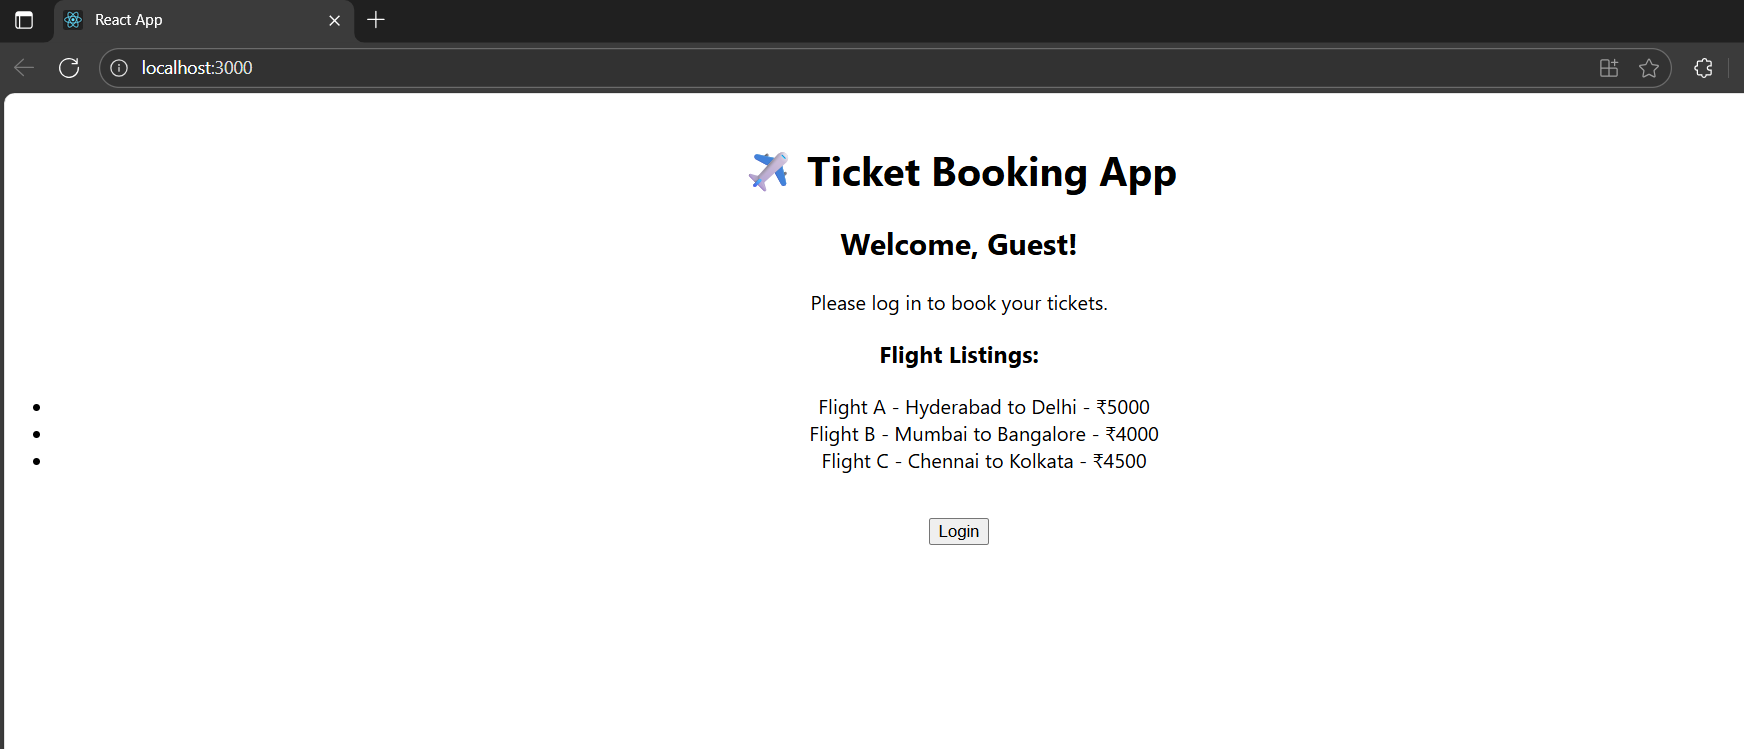 React App
localhost:3000
Ticket Booking App
Welcome, Guest!
Please log in to book your tickets.
Flight Listings:
Flight A - Hyderabad to Delhi - ₹5000
Flight B - Mumbai to Bangalore - ₹4000
Flight C - Chennai to Kolkata - ₹4500
Login